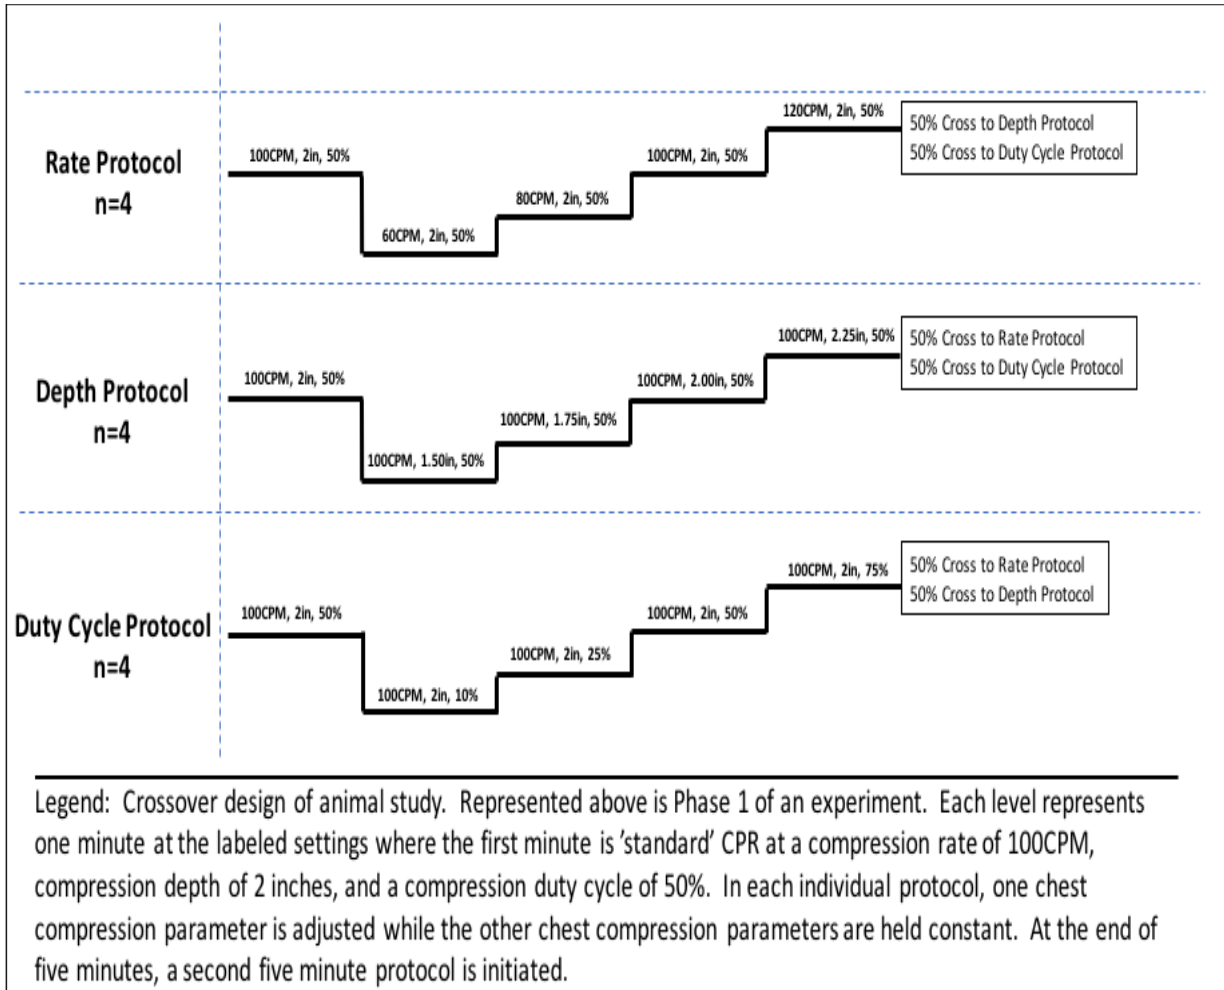 120CPM, 2in, 50%
50% Cross to Depth Protocol
50% Cross to Duty Cycle Protocol
Rate Protocol
n=4
100CPM, 2in, 50%
60CPM, 2in, 50%
80CPM, 2in, 50%
100CPM, 2in, 50%
Depth Protocol
n=4
100CPM, 2in, 50%
100CPM, 1.50in, 50%
100CPM, 1.75in, 50%
100CPM, 2.00in, 50%
100CPM, 2.25in, 50%
50% Cross to Rate Protocol
50% Cross to Duty Cycle Protocol
Duty Cycle Protocol
n=4
100CPM, 2in, 50%
100CPM, 2in, 10%
100CPM, 2in, 25%
100CPM, 2in, 50%
100CPM, 2in, 75%
50% Cross to Rate Protocol
50% Cross to Depth Protocol
Legend:  Crossover design of animal study.  Represented above is Phase 1 of an experiment.  Each level represents
one minute at the labeled settings where the first minute is ’standard’ CPR at a compression rate of 100CPM,
compression depth of 2 inches, and a compression duty cycle of 50%.  In each individual protocol, one chest
compression parameter is adjusted while the other chest compression parameters are held constant.  At the end of
five minutes, a second five minute protocol is initiated.